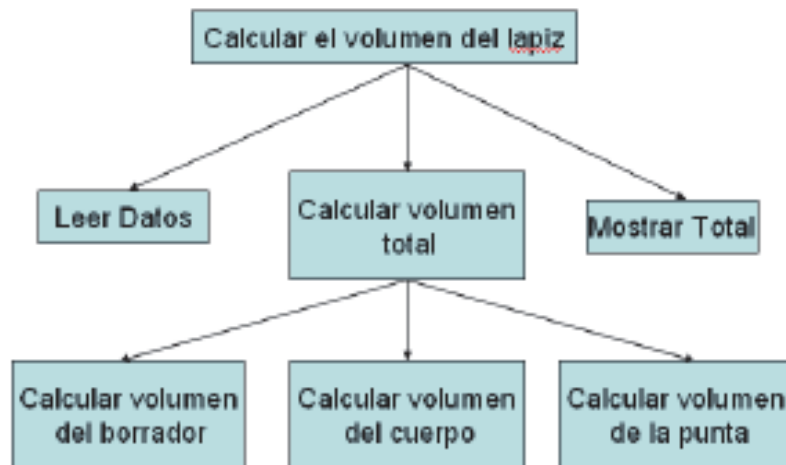 Calcular el volumen del lapiz
Leer Datos
Calcular volumen
total
Mostrar Total
Calcular volumen
del borrador
Calcular volumen
del cuerpo
Calcular volumen
de la punta